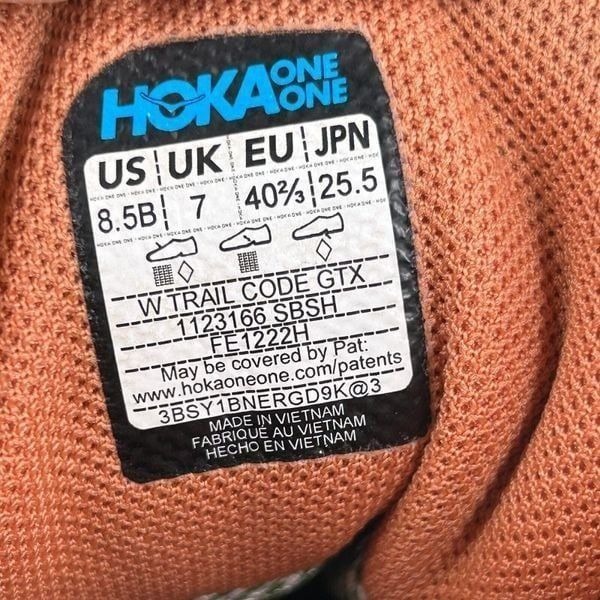 HOKA ONE ONE
US UK EU JPN
8.5B 7 40⅔ 25.5
W TRAIL CODE GTX
1123166 SBSH
FE1222H
May be covered by Pat:
www.hokaoneone.com/patents
3BSY1BNERGD9K@3
MADE IN VIETNAM
FABRIQUÉ AU VIETNAM
HECHO EN VIETNAM